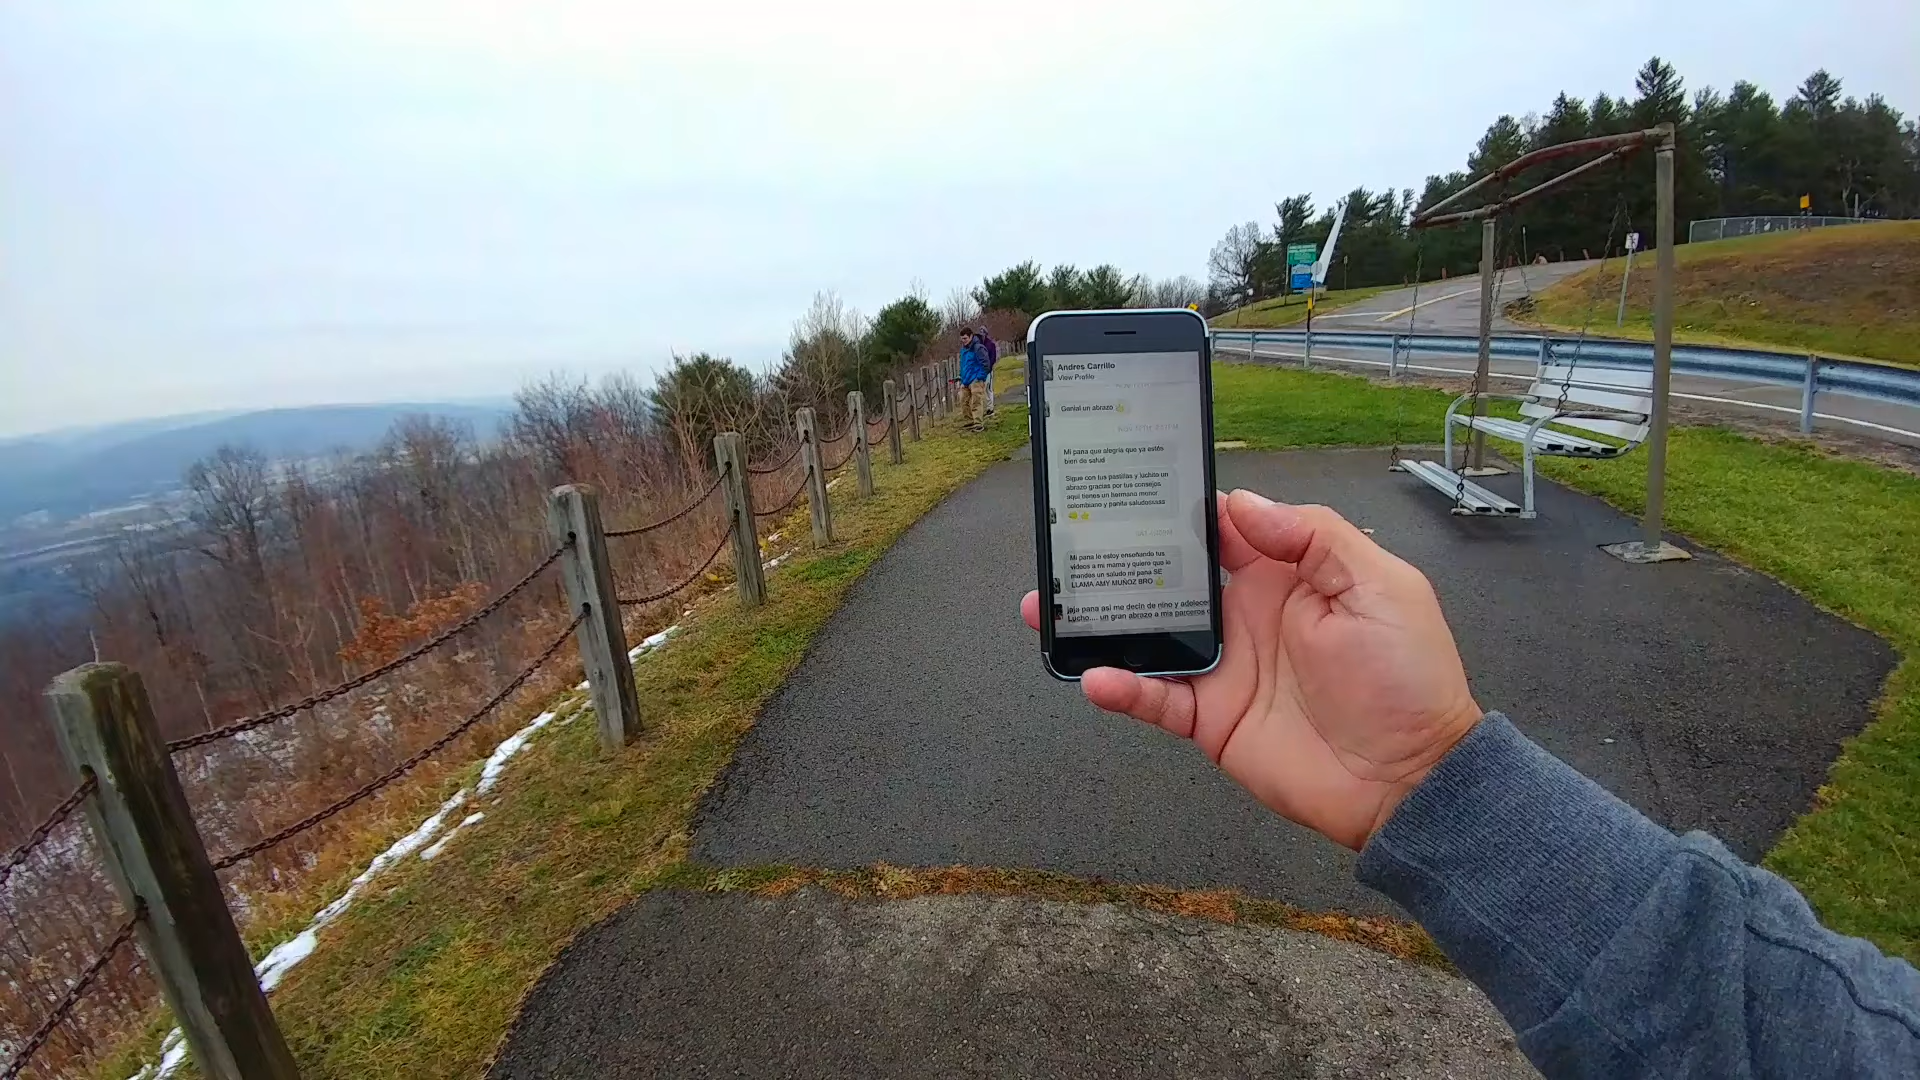 Andres Carrillo
View Profile
Genial un abrazo
Mi pana que alegria que ya estés
bien de salud
Sigue con tus pastillas y luchito un
abrazo gracias por tus consejos
aqui tienes un hermano menor
colombiano y panita saludosssss
Mi pana le estoy enseñando tus
videos a mi mama y quiero que le
mandes un saludo mi pana SE
LLAMA AMY MUÑOZ BRO
jaja pana asi me decin de nino y adelece
Lucho.... un gran abrazo a mis parceros